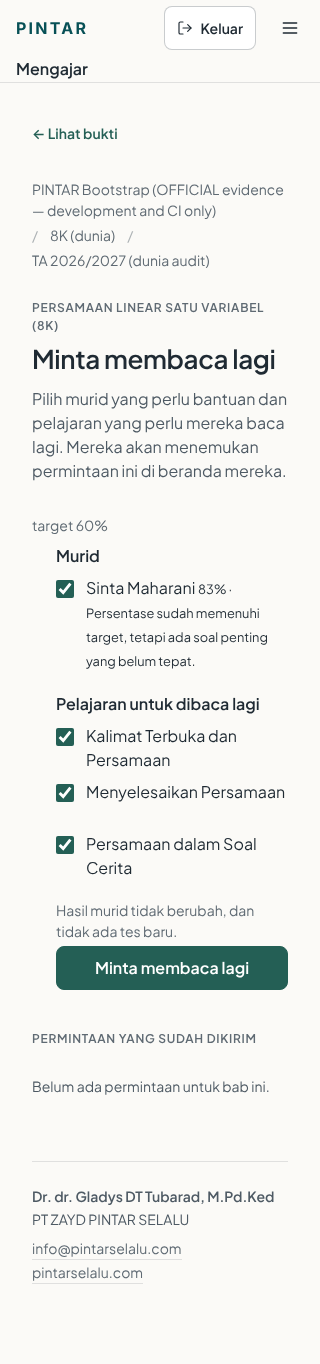 PINTAR
Keluar
Mengajar
← Lihat bukti
PINTAR Bootstrap (OFFICIAL evidence
— development and CI only)
/ 8K (dunia) /
TA 2026/2027 (dunia audit)
PERSAMAAN LINEAR SATU VARIABEL
(8K)
Minta membaca lagi
Pilih murid yang perlu bantuan dan
pelajaran yang perlu mereka baca
lagi. Mereka akan menemukan
permintaan ini di beranda mereka.
target 60%
Murid
Sinta Maharani 83% ·
Persentase sudah memenuhi
target, tetapi ada soal penting
yang belum tepat.
Pelajaran untuk dibaca lagi
Kalimat Terbuka dan
Persamaan
Menyelesaikan Persamaan
Persamaan dalam Soal
Cerita
Hasil murid tidak berubah, dan
tidak ada tes baru.
Minta membaca lagi
PERMINTAAN YANG SUDAH DIKIRIM
Belum ada permintaan untuk bab ini.
Dr. dr. Gladys DT Tubarad, M.Pd.Ked
PT ZAYD PINTAR SELALU
info@pintarselalu.com
pintarselalu.com